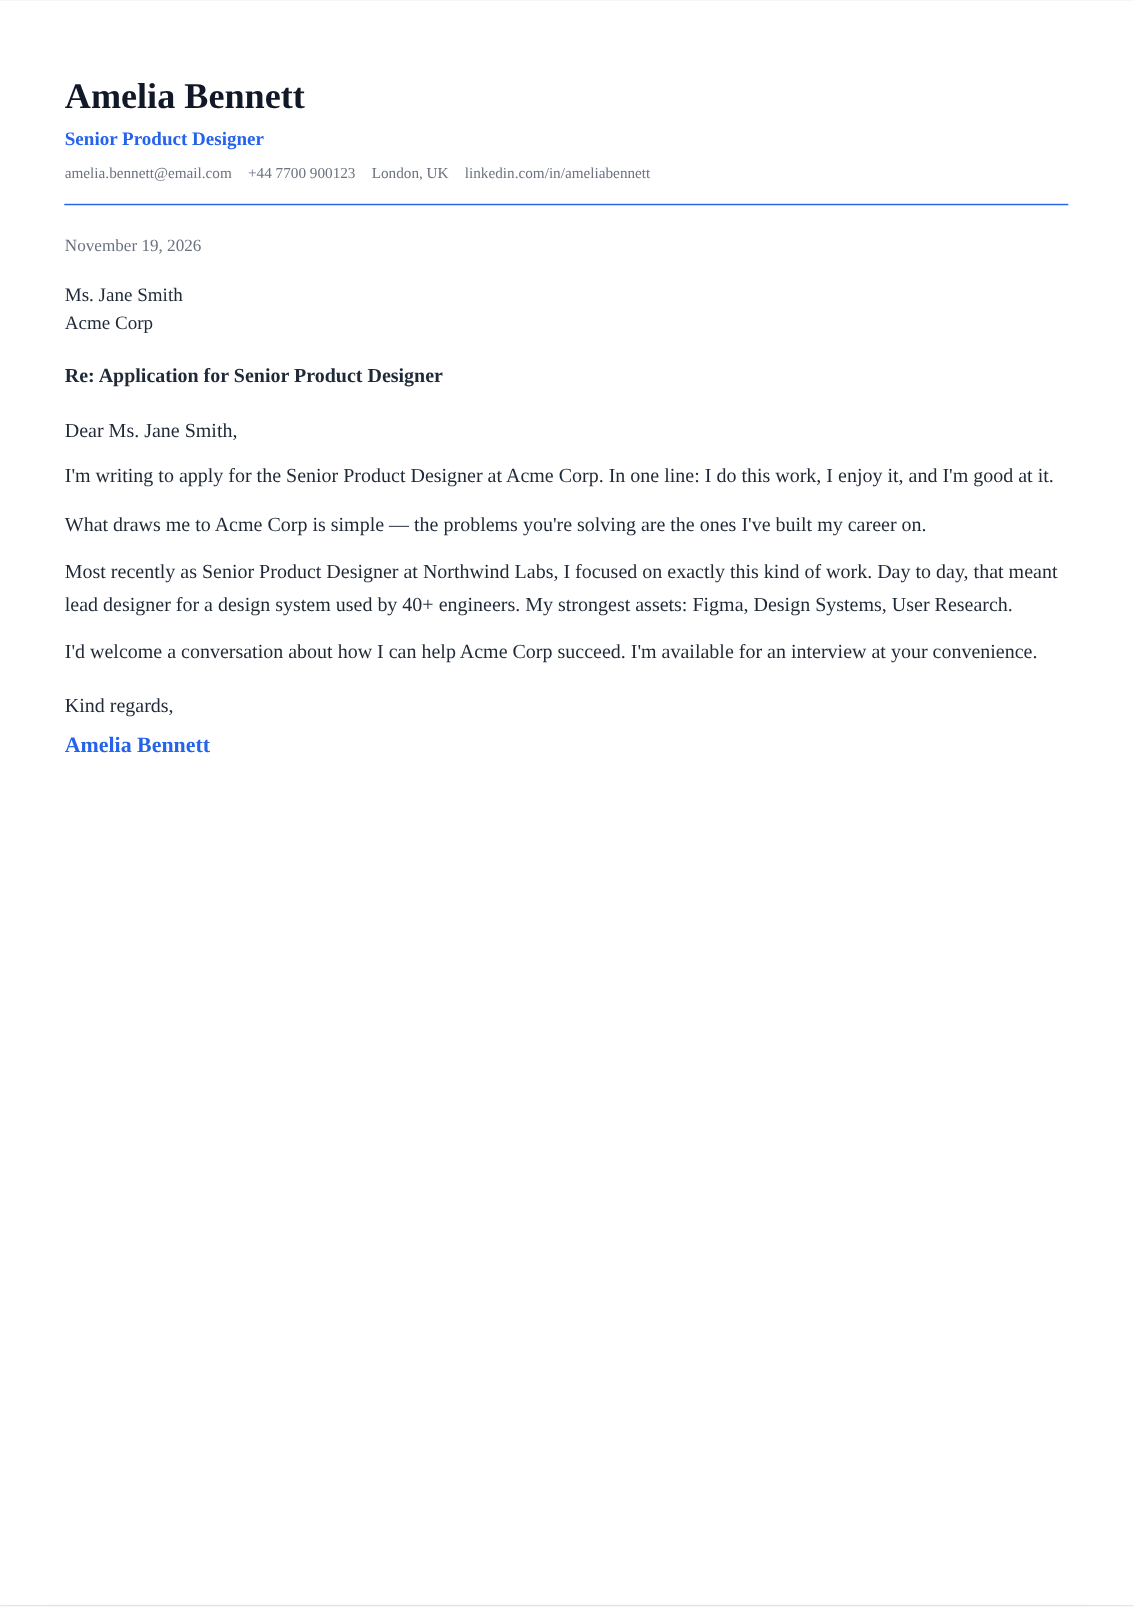 Amelia Bennett
Senior Product Designer
amelia.bennett@email.com +44 7700 900123 London, UK linkedin.com/in/ameliabennett
November 19, 2026
Ms. Jane Smith
Acme Corp
Re: Application for Senior Product Designer
Dear Ms. Jane Smith,
I'm writing to apply for the Senior Product Designer at Acme Corp. In one line: I do this work, I enjoy it, and I'm good at it.
What draws me to Acme Corp is simple — the problems you're solving are the ones I've built my career on.
Most recently as Senior Product Designer at Northwind Labs, I focused on exactly this kind of work. Day to day, that meant
lead designer for a design system used by 40+ engineers. My strongest assets: Figma, Design Systems, User Research.
I'd welcome a conversation about how I can help Acme Corp succeed. I'm available for an interview at your convenience.
Kind regards,
Amelia Bennett